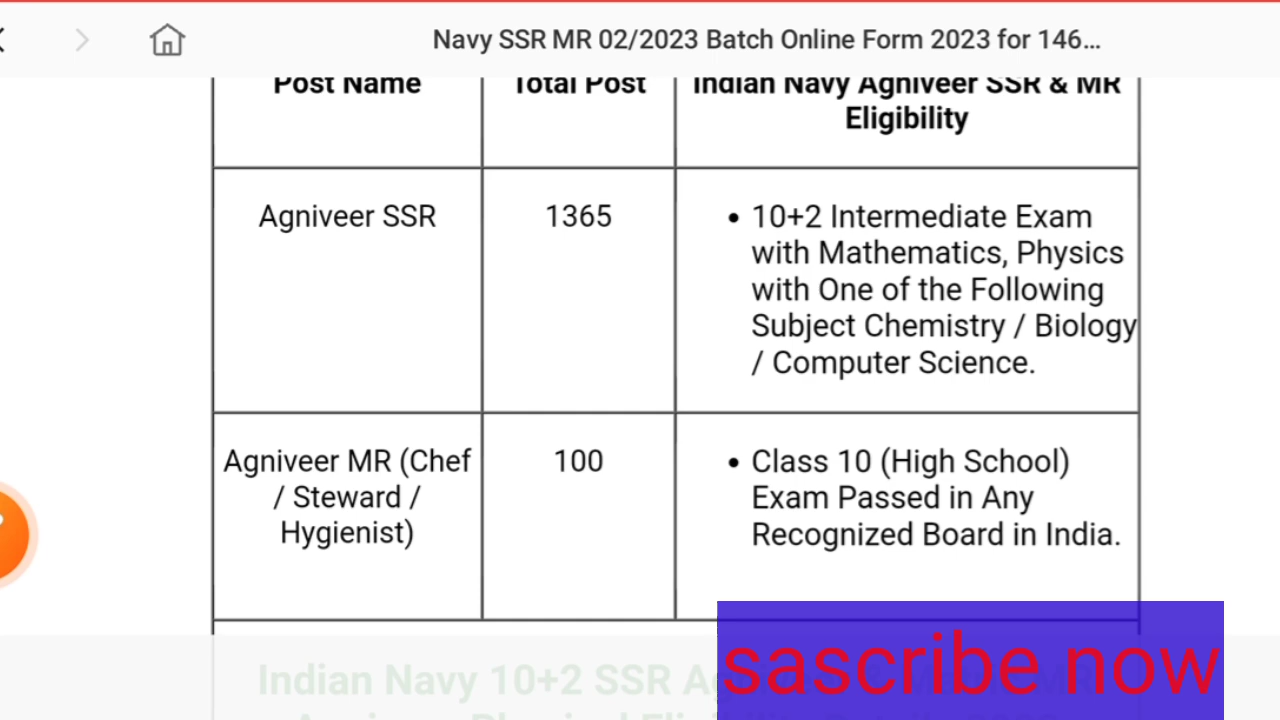 Navy SSR MR 02/2023 Batch Online Form 2023 for 146...
Post Name
Total Post
Indian Navy Agniveer SSR & MR
Eligibility
Agniveer SSR
1365
• 10+2 Intermediate Exam
with Mathematics, Physics
with One of the Following
Subject Chemistry / Biology
/ Computer Science.
Agniveer MR (Chef
/ Steward /
Hygienist)
100
• Class 10 (High School)
Exam Passed in Any
Recognized Board in India.
Indian Navy 10+2 SSR
sascribe now